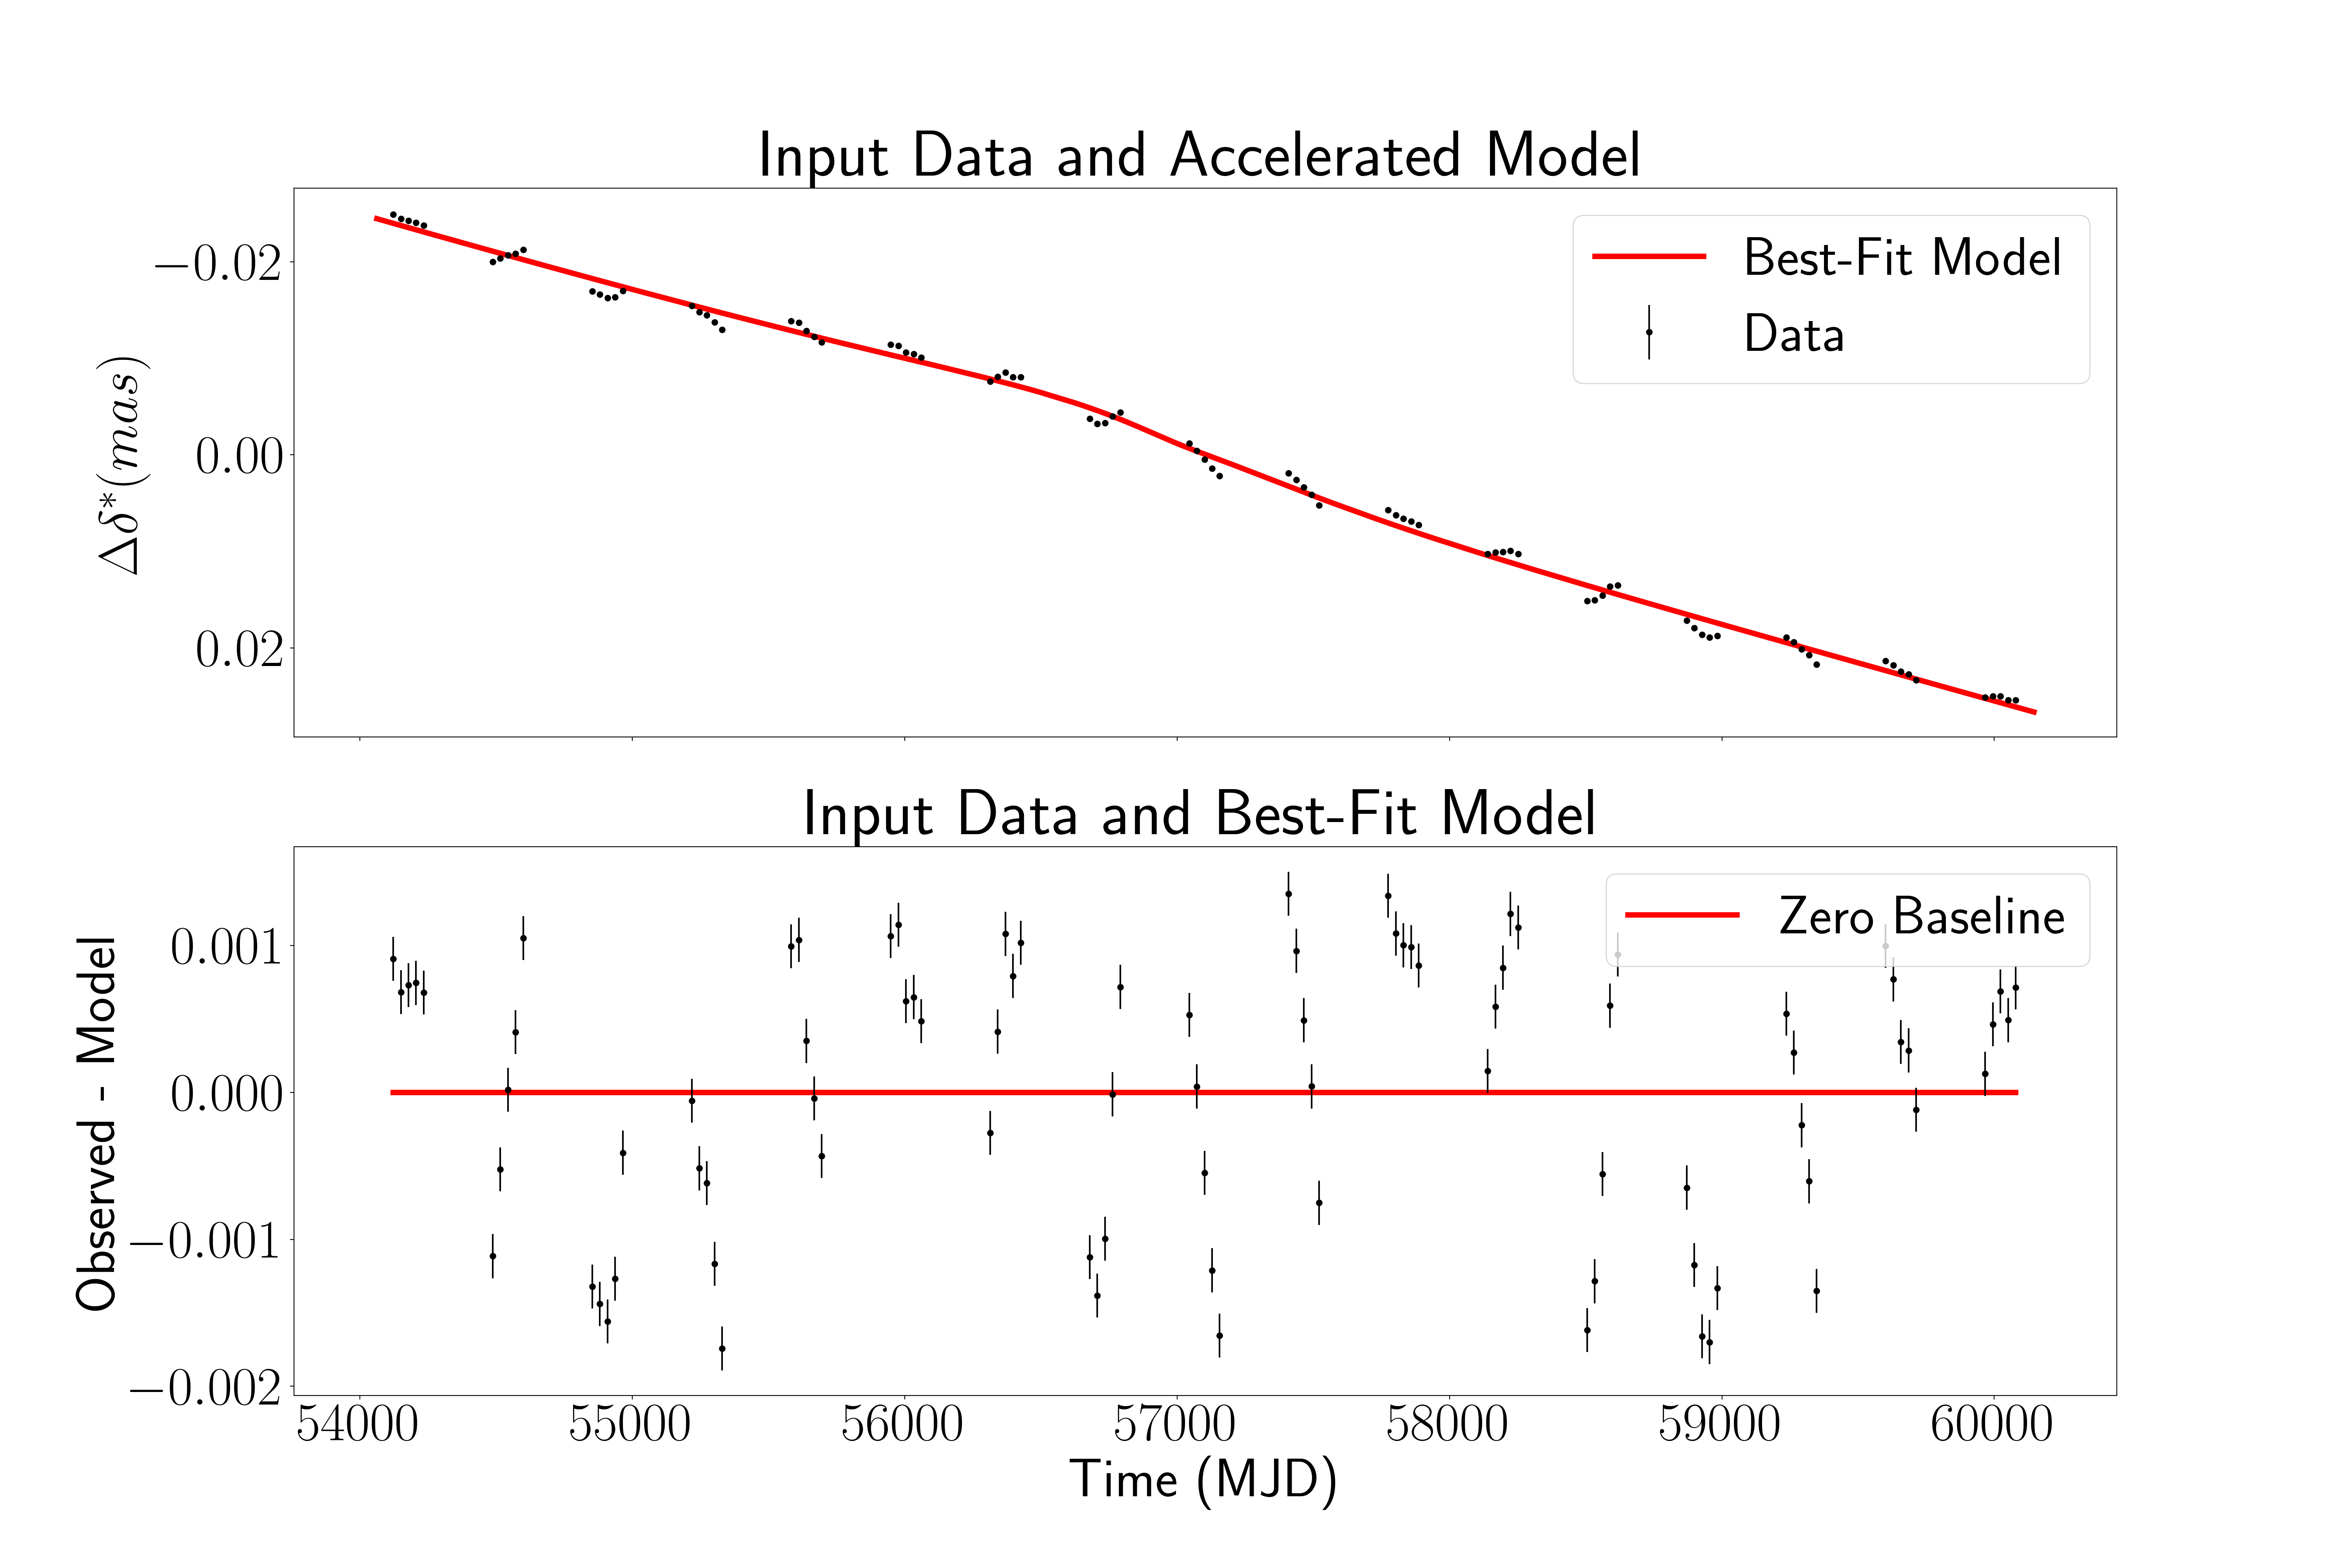 Input Data and Accelerated Model
−0.02
0.00
0.02
Δδ*(mas)
Best-Fit Model
Data
Input Data and Best-Fit Model
0.001
0.000
−0.001
−0.002
Observed - Model
Zero Baseline
54000 55000 56000 57000 58000 59000 60000
Time (MJD)